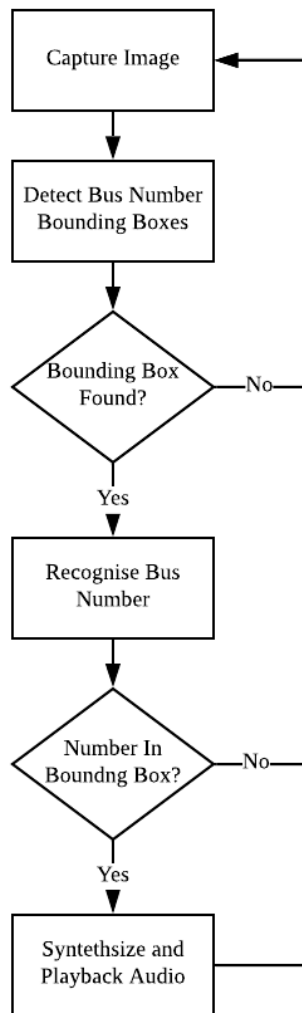 Capture Image
Detect Bus Number
Bounding Boxes
Bounding Box
Found?
No
Yes
Recognise Bus
Number
Number In
Boundng Box?
No
Yes
Syntethsize and
Playback Audio